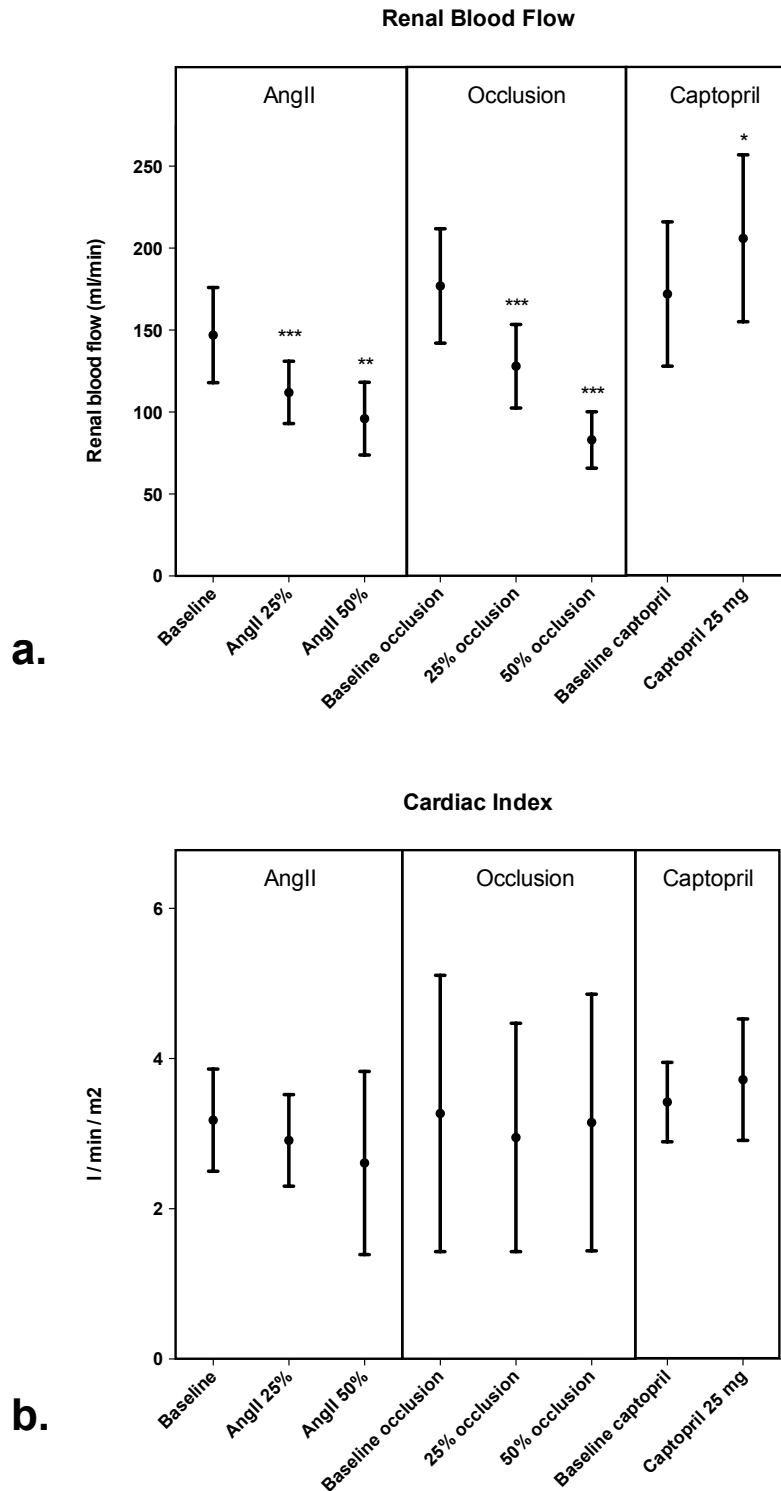 Renal Blood Flow
AngII Occlusion Captopril
250
200
150
100
50
0
Renal blood flow (ml/min)
*** ** *** *** *
Baseline AngII 25% AngII 50% Baseline occlusion 25% occlusion 50% occlusion Baseline captopril Captopril 25 mg
a.
Cardiac Index
AngII Occlusion Captopril
6
4
2
0
l / min / m2
Baseline AngII 25% AngII 50% Baseline occlusion 25% occlusion 50% occlusion Baseline captopril Captopril 25 mg
b.